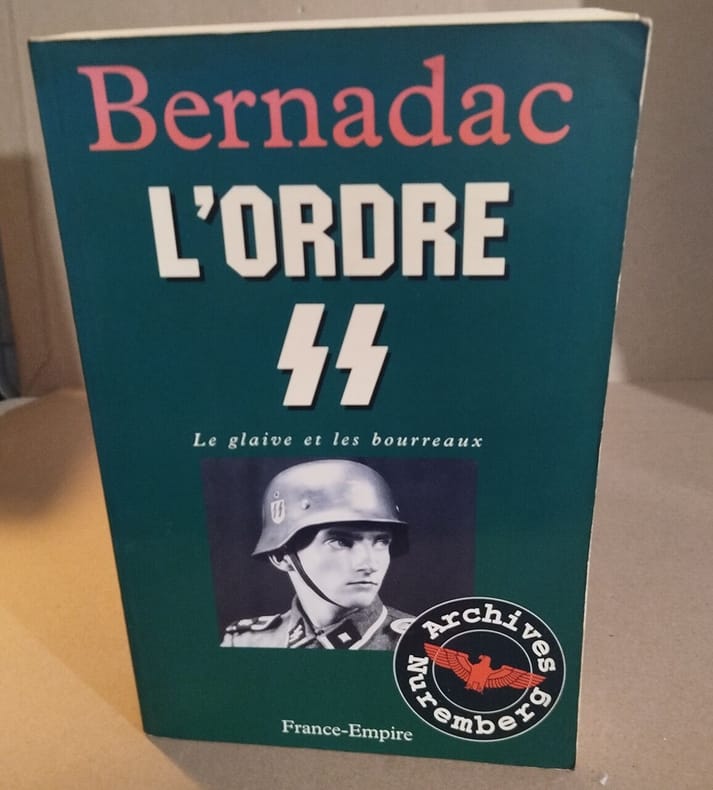 Bernadac
L'ORDRE
SS
Le glaive et les bourreaux
Archives
Nuremberg
France-Empire